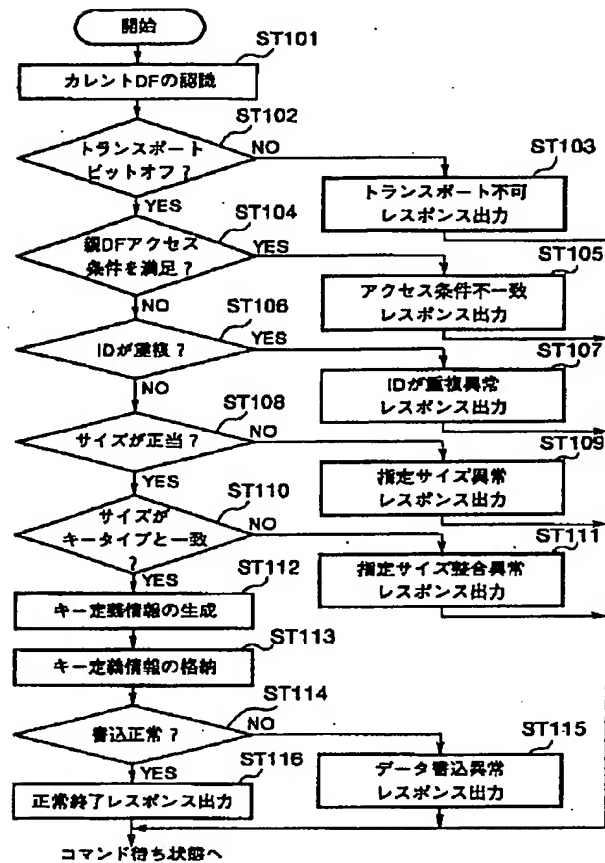 開始
ST101
カレントDFの認識
ST102
トランスポート
ビットオフ?
NO
YES
ST103
トランスポート不可
レスポンス出力
ST104
親DFアクセス
条件を満足?
YES
NO
ST105
アクセス条件不一致
レスポンス出力
ST106
IDが重複?
YES
NO
ST107
IDが重複異常
レスポンス出力
ST108
サイズが正当?
NO
YES
ST109
指定サイズ異常
レスポンス出力
ST110
サイズが
キータイプと一致
?
NO
YES
ST111
指定サイズ整合異常
レスポンス出力
ST112
キー定義情報の生成
ST113
キー定義情報の格納
ST114
書込正常?
NO
YES
ST115
データ書込異常
レスポンス出力
ST116
正常終了レスポンス出力
コマンド待ち状態へ